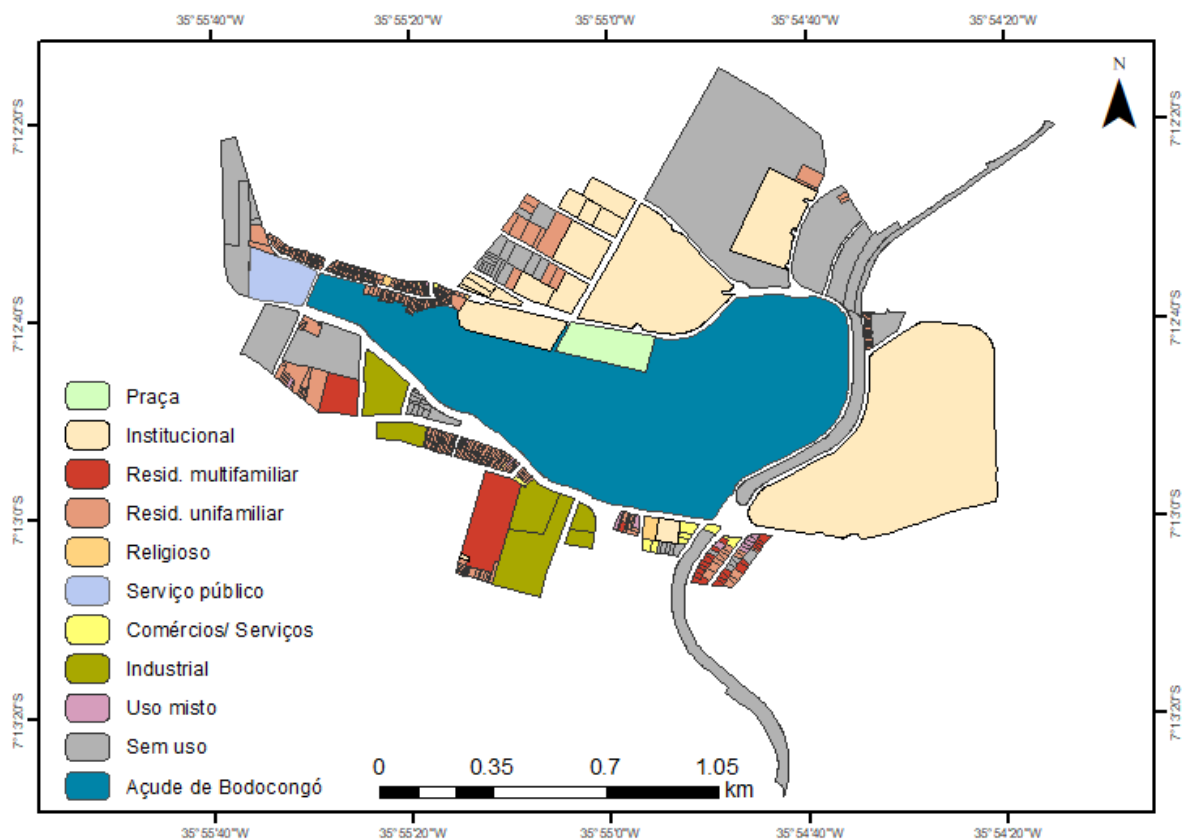 35°55'40"W 35°55'20"W 35°55'0"W 35°54'40"W 35°54'20"W
N
7°12'20"S 7°12'20"S
7°12'40"S 7°12'40"S
Praça
Institucional
Resid. multifamiliar
Resid. unifamiliar
7°13'0"S 7°13'0"S
Religioso
Serviço público
Comércios/ Serviços
Industrial
Uso misto
7°13'20"S 7°13'20"S
Sem uso
Açude de Bodocongó
0 0.35 0.7 1.05
km
35°55'40"W 35°55'20"W 35°55'0"W 35°54'40"W 35°54'20"W